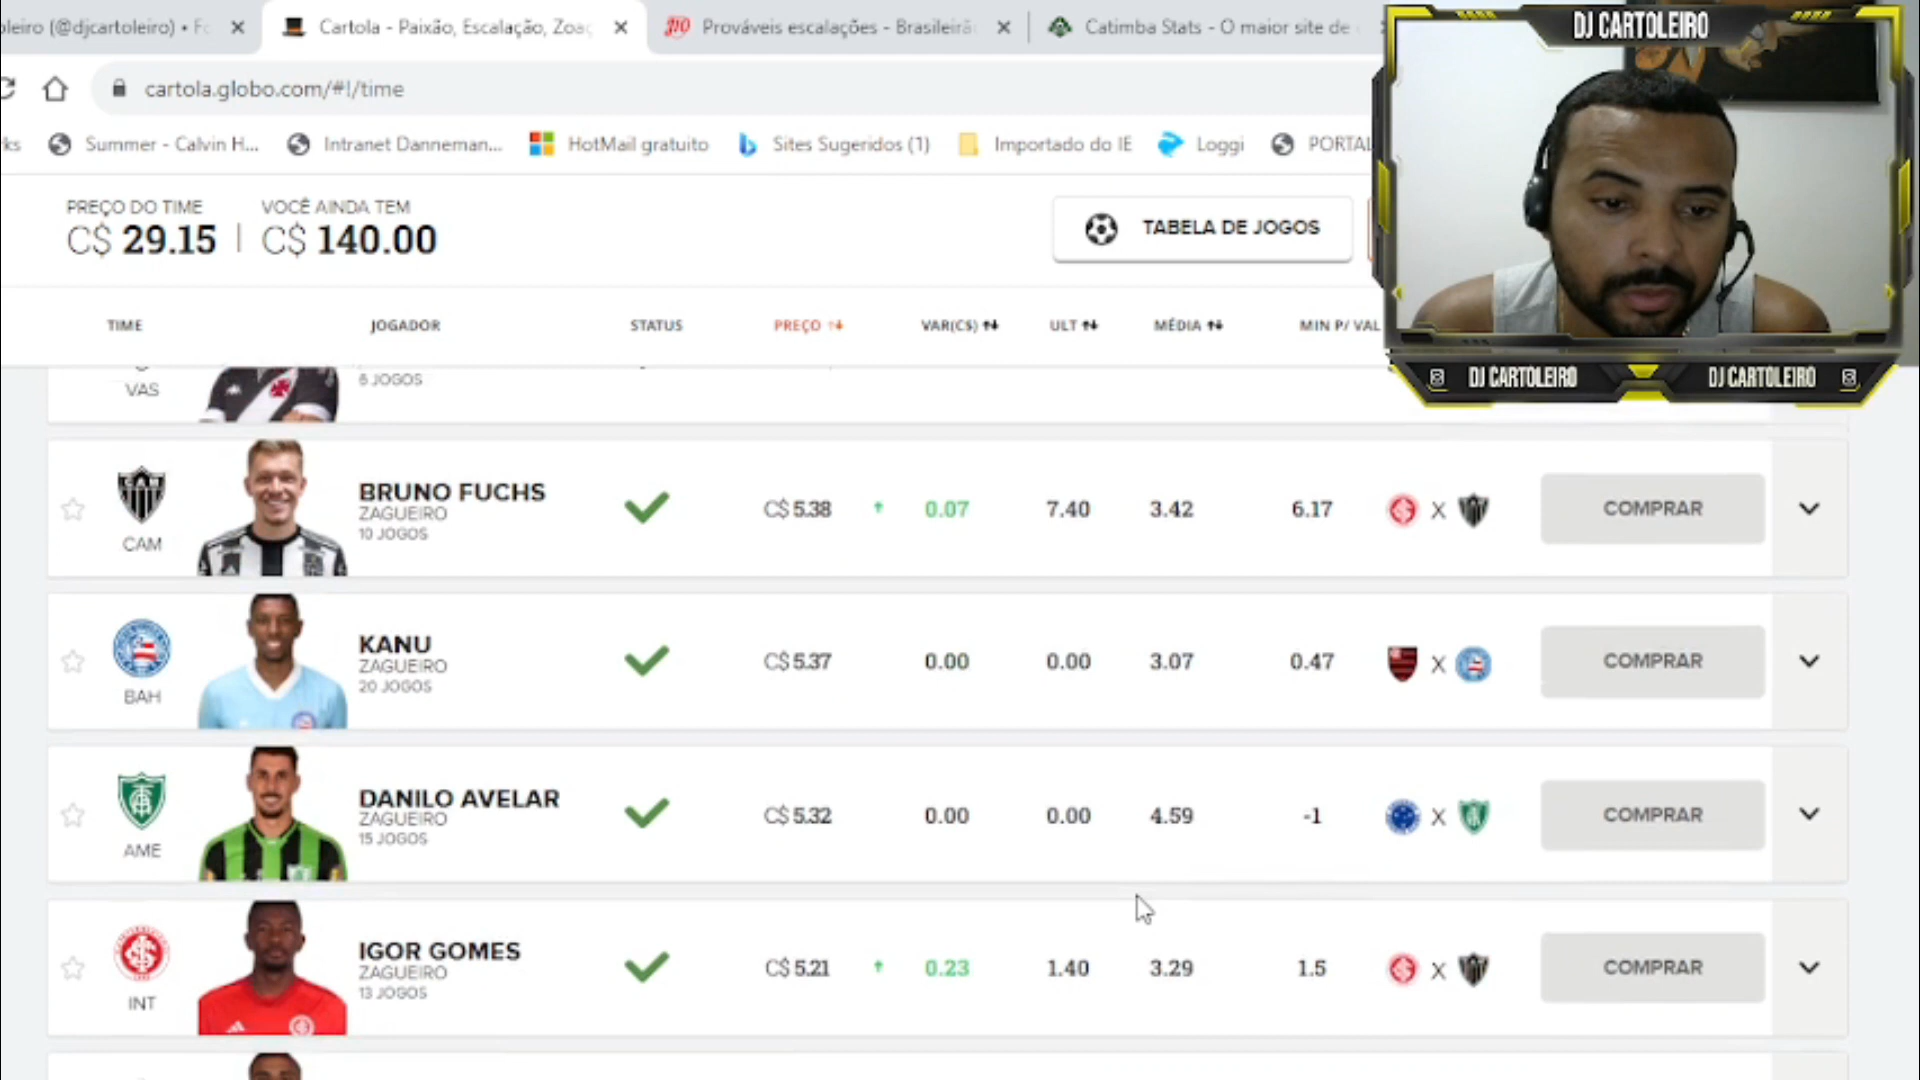 oleiro (@djcartoleiro) • Fo
Cartola - Paixão, Escalação, Zoaç
Prováveis escalações - Brasileirã
Catimba Stats - O maior site de
cartola.globo.com/#!/time
ks
Summer - Calvin H...
Intranet Danneman...
HotMail gratuito
Sites Sugeridos (1)
Importado do IE
Loggi
PORTAL
DJ CARTOLEIRO
DJ CARTOLEIRO
DJ CARTOLEIRO
PREÇO DO TIME
C$ 29.15
VOCÊ AINDA TEM
C$ 140.00
TABELA DE JOGOS
TIME JOGADOR STATUS PREÇO VAR(C$) ULT MÉDIA MIN P/ VAL
VAS
6 JOGOS
CAM
BRUNO FUCHS
ZAGUEIRO
10 JOGOS
C$ 5.38 0.07 7.40 3.42 6.17 X COMPRAR
BAH
KANU
ZAGUEIRO
20 JOGOS
C$ 5.37 0.00 0.00 3.07 0.47 X COMPRAR
AME
DANILO AVELAR
ZAGUEIRO
15 JOGOS
C$ 5.32 0.00 0.00 4.59 -1 X COMPRAR
INT
IGOR GOMES
ZAGUEIRO
13 JOGOS
C$ 5.21 0.23 1.40 3.29 1.5 X COMPRAR